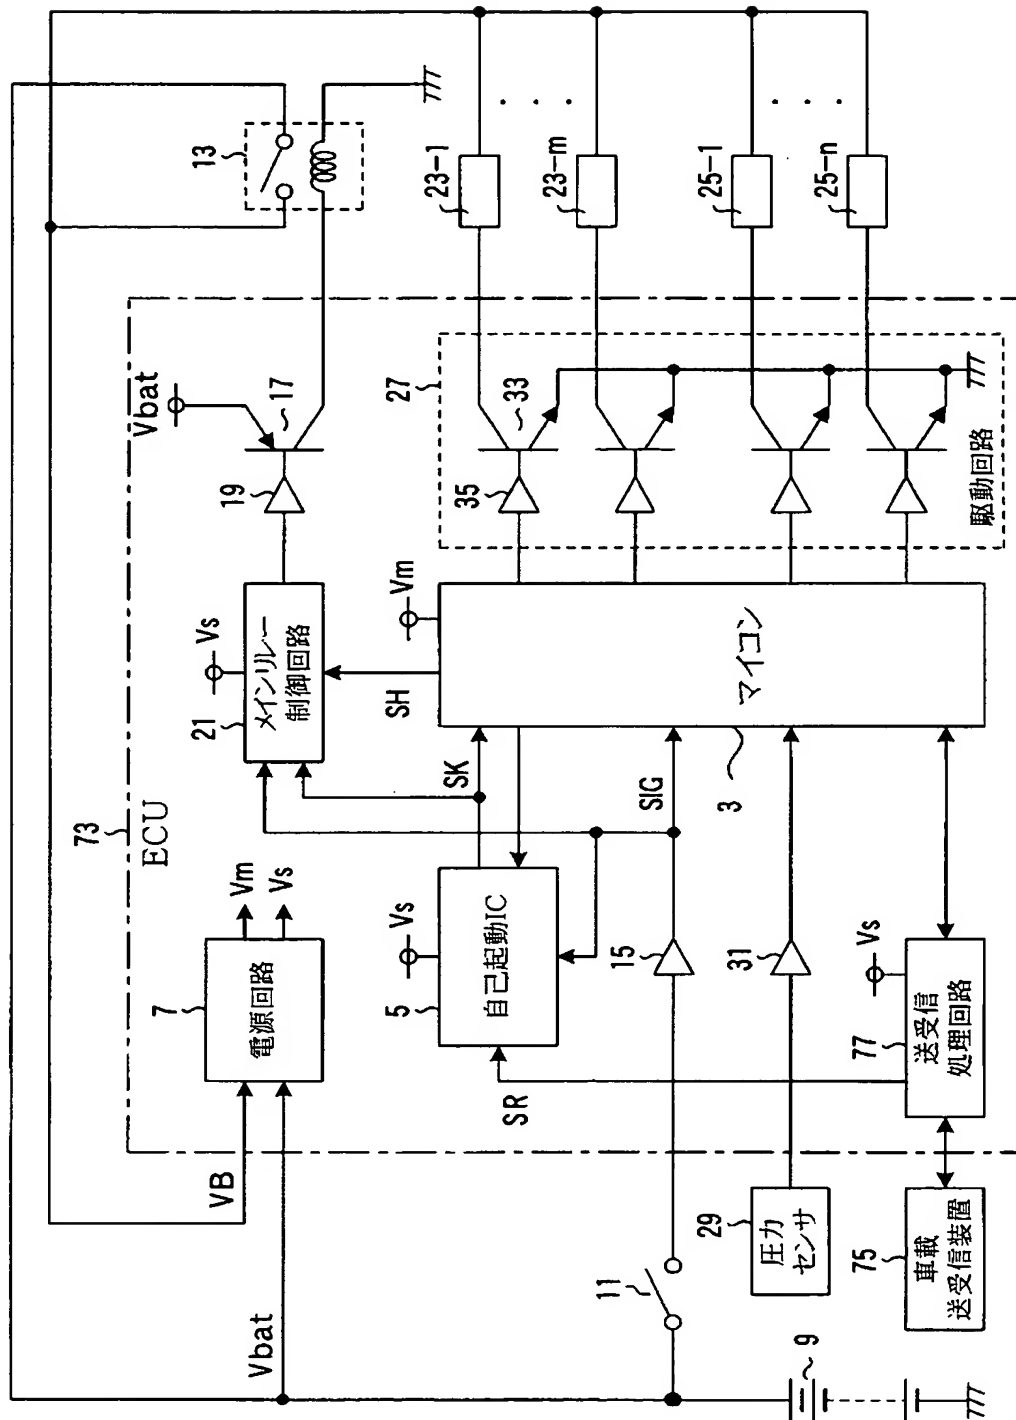 73
ECU
Vbat
VB
7
電源回路
Vm
Vs
21
メインリレー
制御回路
Vs
19
Vbat
17
13
5
自己起動IC
Vs
SK
SH
SR
SIG
11
15
29
圧力
センサ
31
3
マイコン
Vm
27
35
33
駆動回路
23-1
23-m
25-1
25-n
75
車載
送受信装置
77
送受信
処理回路
Vs
9